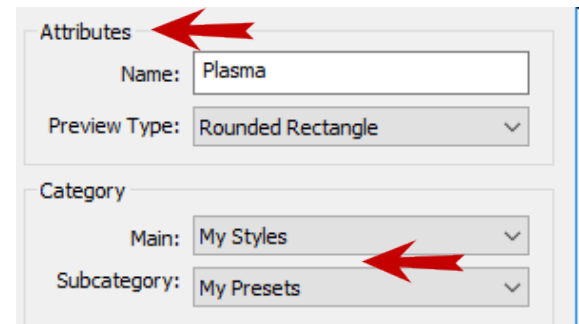 Attributes
Name: Plasma
Preview Type: Rounded Rectangle
Category
Main: My Styles
Subcategory: My Presets